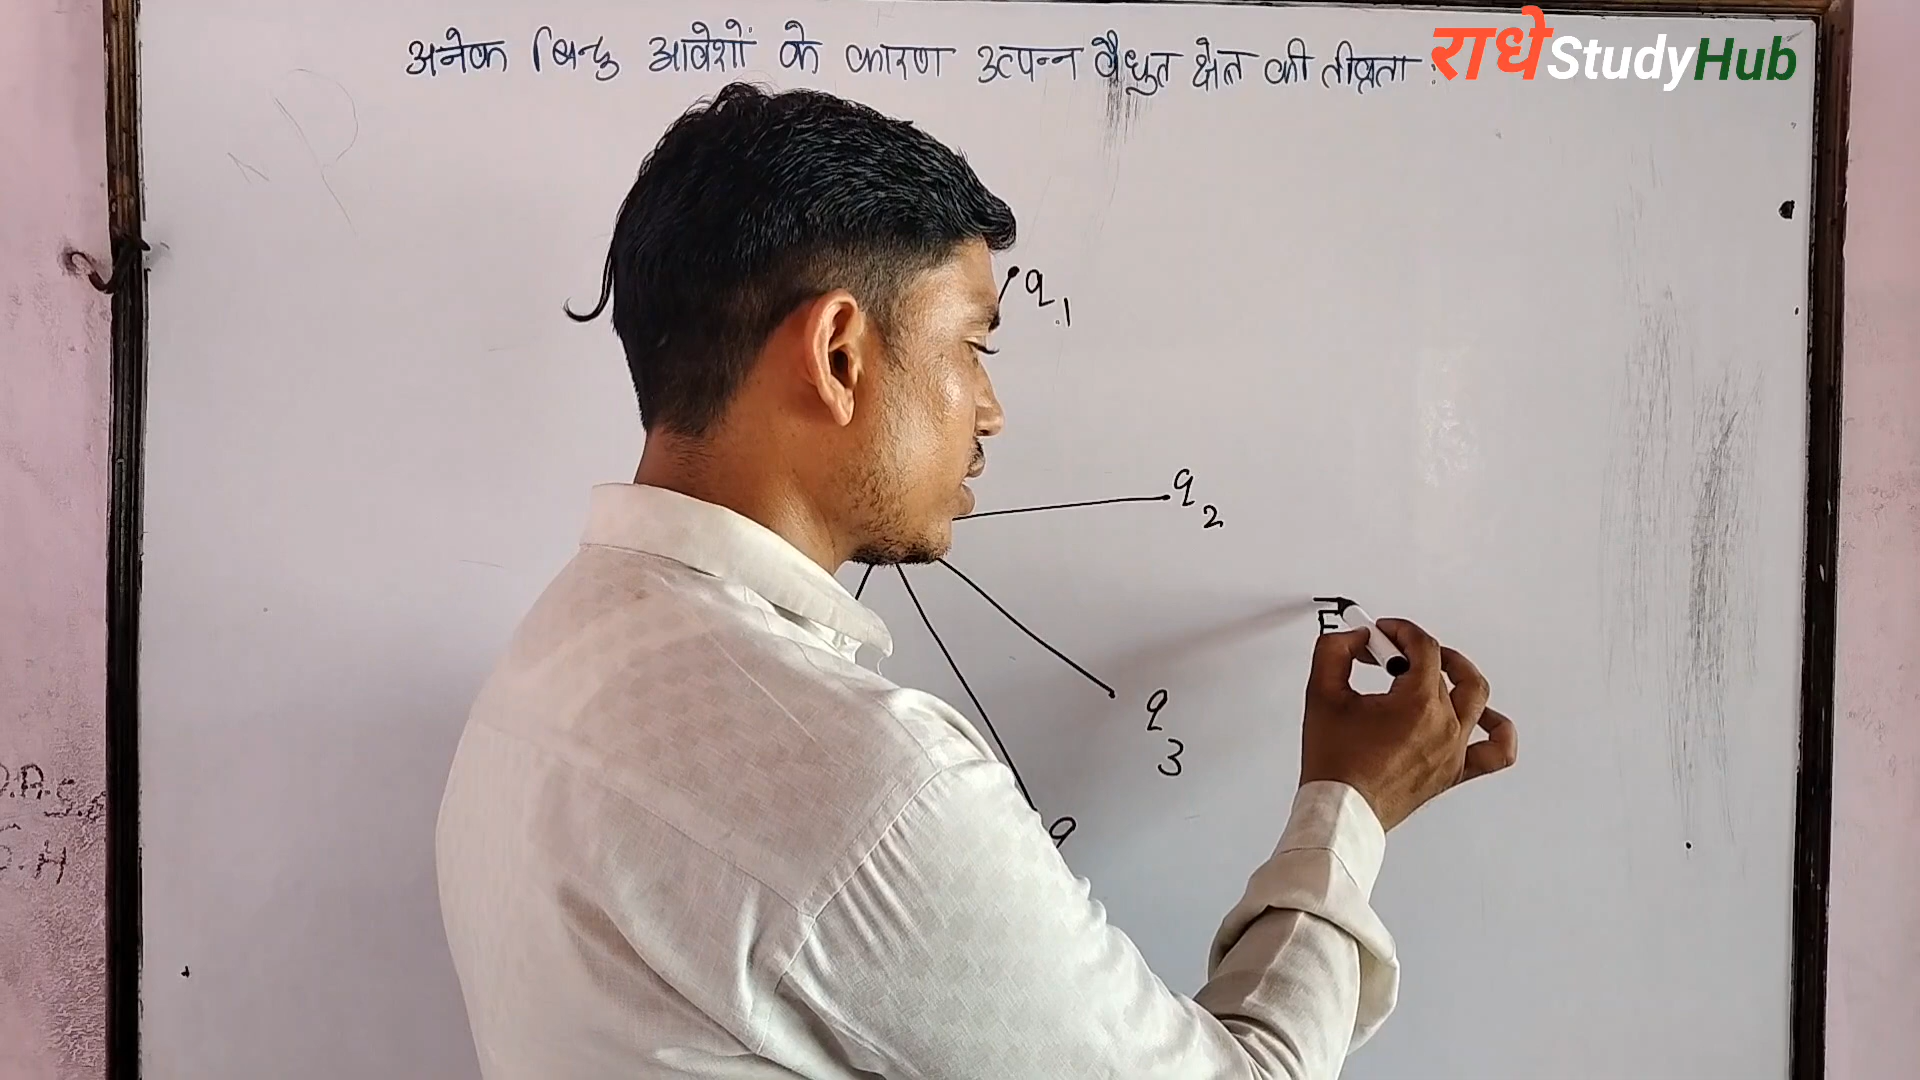 अनेक बिन्दु आवेशों के कारण उत्पन्न वैधुत क्षेत्र की तीव्रता :
राधे StudyHub
q1
q2
E
q3
q